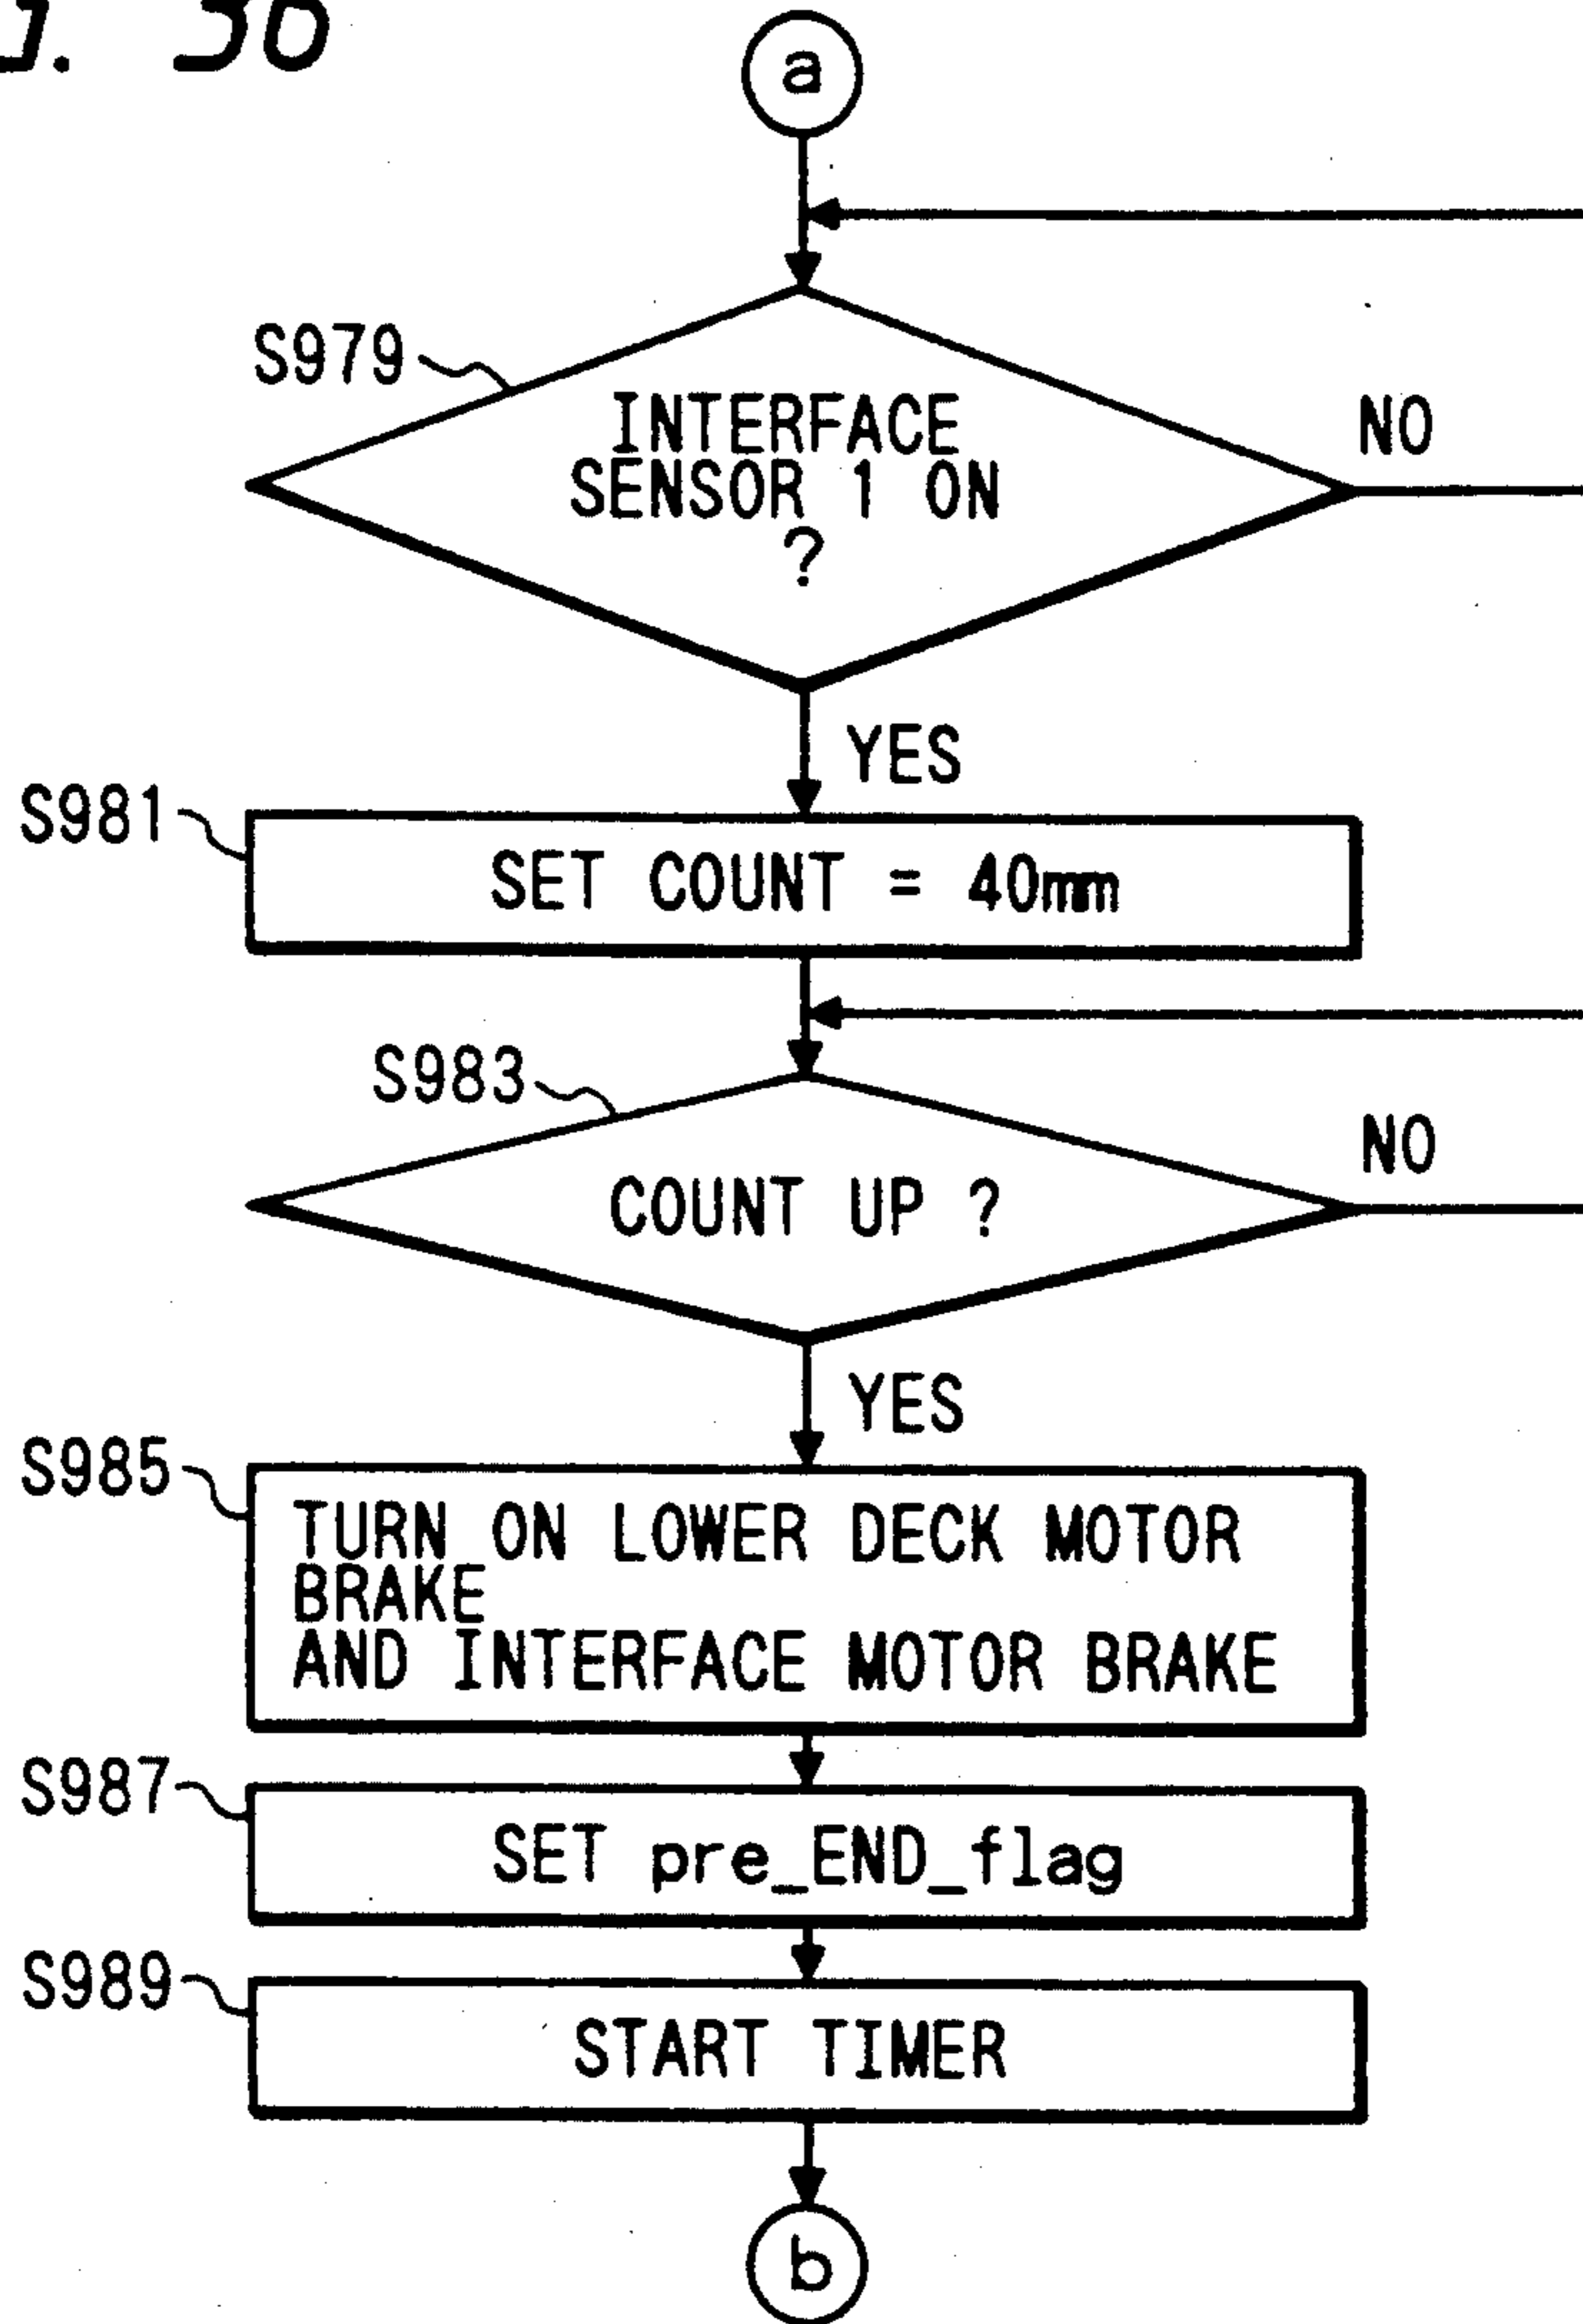 36
a
S979
INTERFACE
SENSOR 1 ON
?
NO
YES
S981
SET COUNT = 40mm
S983
COUNT UP ?
NO
YES
S985
TURN ON LOWER DECK MOTOR
BRAKE
AND INTERFACE MOTOR BRAKE
S987
SET pre_END_flag
S989
START TIMER
b